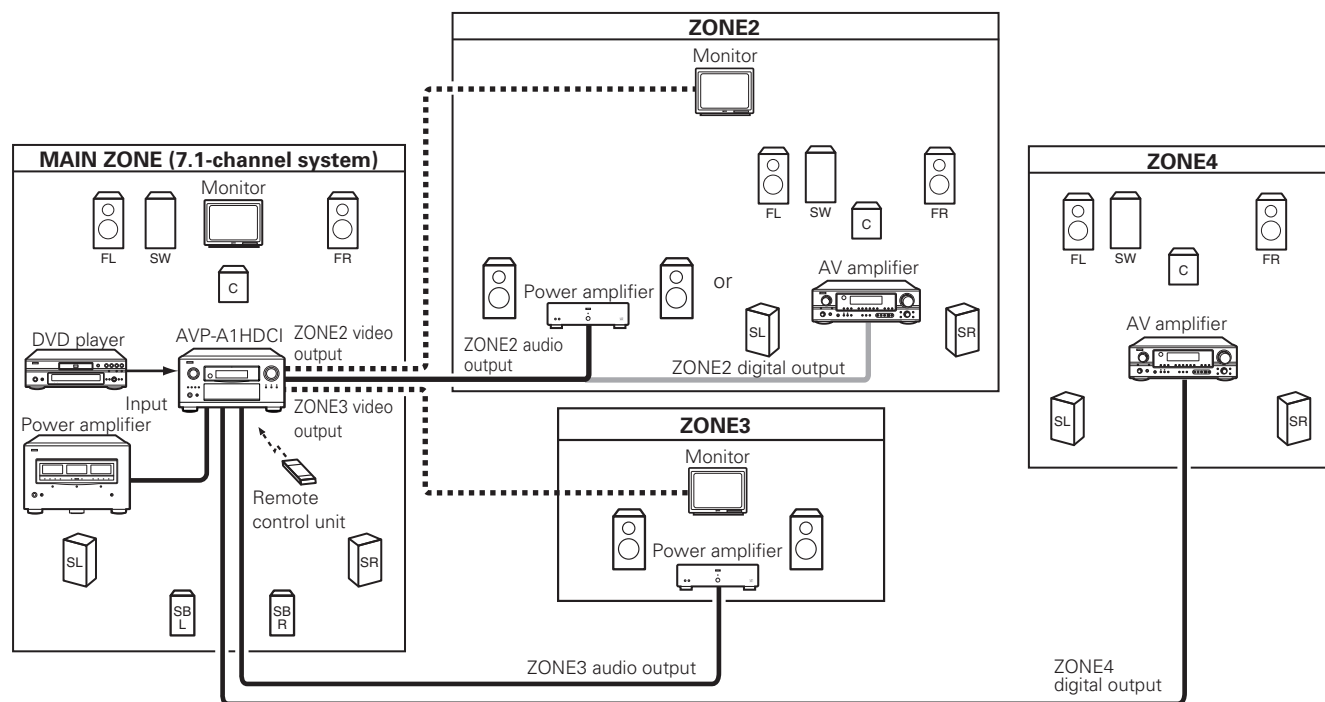 ZONE2
Monitor
FL
SW
FR
C
Power amplifier
or
AV amplifier
SL
SR
ZONE2 audio
output
ZONE2 digital output
MAIN ZONE (7.1-channel system)
Monitor
FL
SW
FR
C
DVD player
AVP-A1HDCI
ZONE2 video
output
Input
ZONE3 video
output
Power amplifier
Remote
control unit
SL
SR
SB
L
SB
R
ZONE3
Monitor
Power amplifier
ZONE3 audio output
ZONE4
FL
SW
FR
C
AV amplifier
SL
SR
ZONE4
digital output